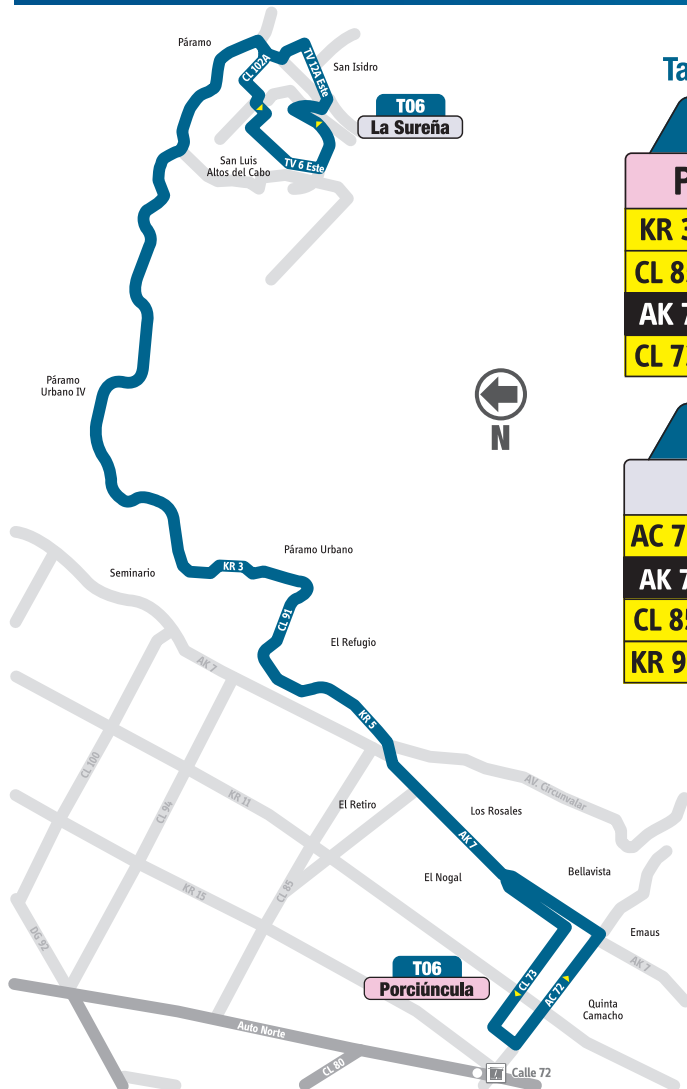 Páramo
CL 102A
TV 12A Este
San Isidro
Ta
T06
La Sureña
San Luis
Altos del Cabo
TV 6 Este
P
KR 3
CL 8
AK 7
CL 7
Páramo
Urbano IV
N
AC 7
AK 7
CL 85
KR 9
Páramo Urbano
Seminario
KR 3
CL 91
El Refugio
AK 7
KR 5
CL 100
CL 94
KR 11
AV. Circunvalar
El Retiro
Los Rosales
AK 7
El Nogal
Bellavista
KR 15
CL 85
DG 92
Emaus
AK 7
T06
Porciúncula
CL 73
AC 72
Quinta
Camacho
Auto Norte
CL 80
Calle 72